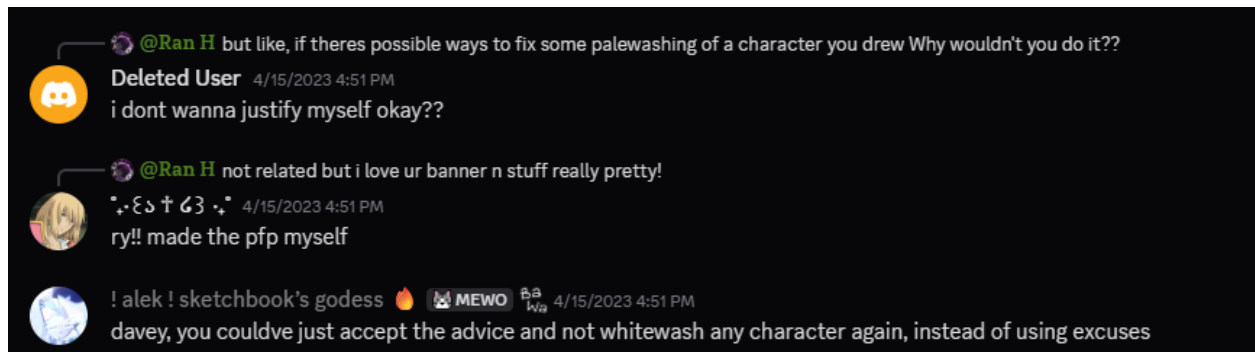 @Ran H but like, if theres possible ways to fix some palewashing of a character you drew Why wouldn't you do it??
Deleted User 4/15/2023 4:51 PM
i dont wanna justify myself okay??
@Ran H not related but i love ur banner n stuff really pretty!
˚₊‧꒰ა ✝ ໒꒱ ‧₊˚ 4/15/2023 4:51 PM
ry!! made the pfp myself
! alek ! sketchbook’s godess 🔥 MEWO Ba Wa 4/15/2023 4:51 PM
davey, you couldve just accept the advice and not whitewash any character again, instead of using excuses